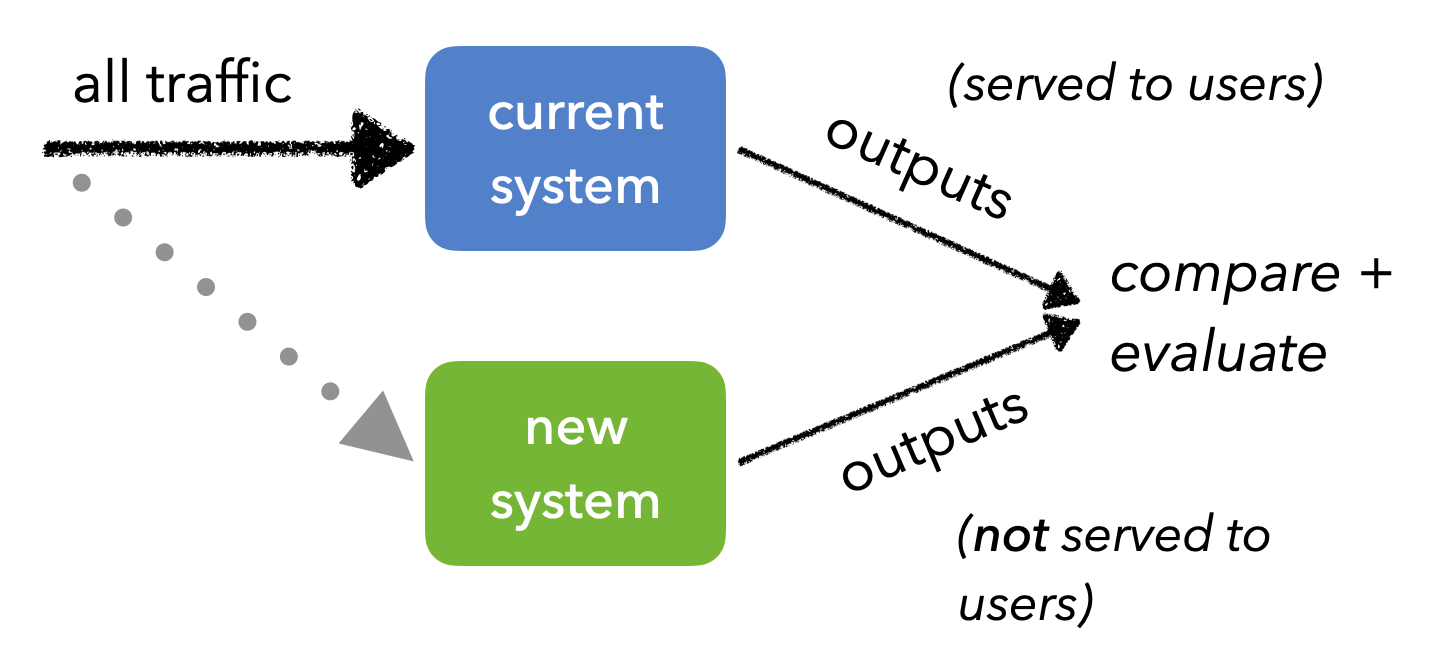 all traffic
current
system
outputs
(served to users)
compare +
evaluate
new
system
outputs
(not served to
users)